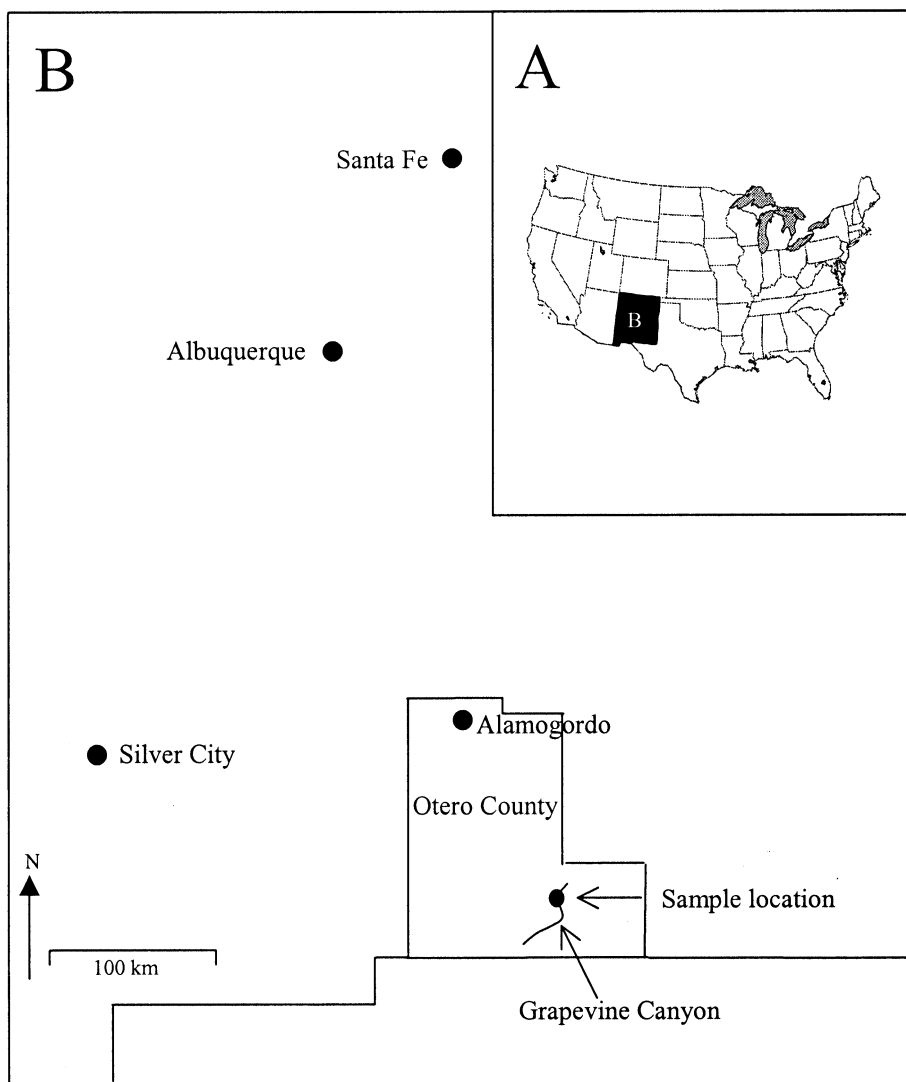 B
A
Santa Fe
B
Albuquerque
Alamogordo
Silver City
Otero County
N
Sample location
100 km
Grapevine Canyon